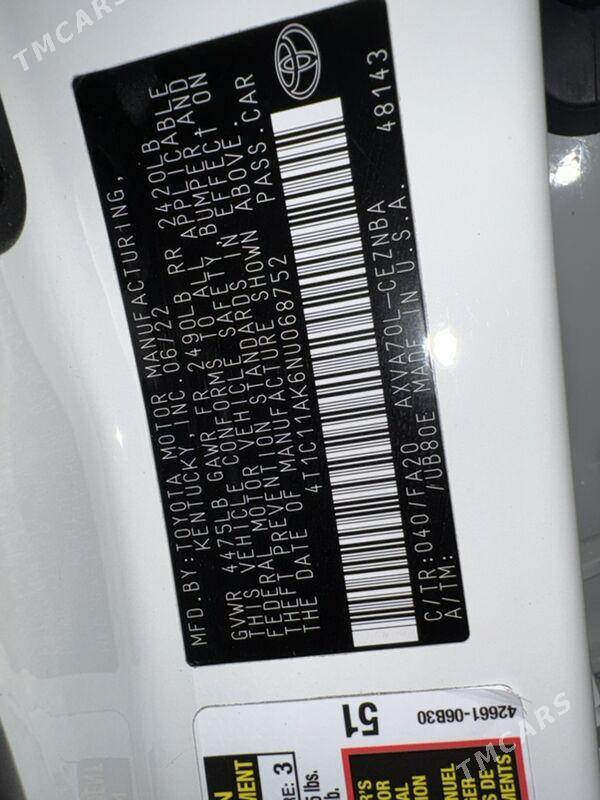 TMCARS
MFD. BY: TOYOTA MOTOR MANUFACTURING,
KENTUCKY, INC. 06/22
GVWR 4475LB GAWR FR 2490LB RR 2420LB
THIS VEHICLE CONFORMS TO ALL APPLICABLE
FEDERAL MOTOR VEHICLE SAFETY, BUMPER AND
THEFT PREVENTION STANDARDS IN EFFECT ON
THE DATE OF MANUFACTURE SHOWN ABOVE.
4T1C11AK6NU068752 PASS. CAR
C/TR:040/FA20 AXVA70L-CEZNBA 48143
A/TM: /UB80E MADE IN U.S.A.
51
42661-06B30
3
lbs.
TMCARS